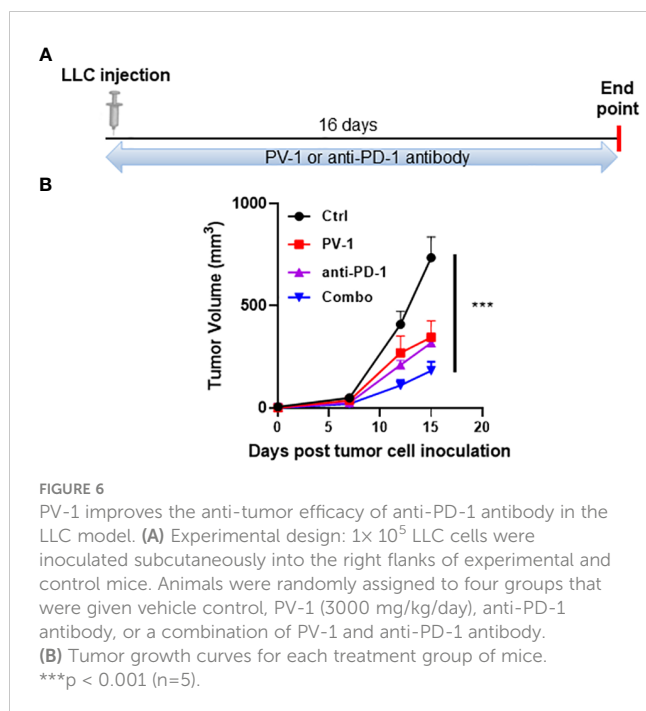 A
LLC injection
End
point
16 days
PV-1 or anti-PD-1 antibody
B
Tumor Volume (mm³)
1000
500
0
Ctrl
PV-1
anti-PD-1
Combo
***
0 5 10 15 20
Days post tumor cell inoculation
FIGURE 6
PV-1 improves the anti-tumor efficacy of anti-PD-1 antibody in the
LLC model. (A) Experimental design: 1× 10⁵ LLC cells were
inoculated subcutaneously into the right flanks of experimental and
control mice. Animals were randomly assigned to four groups that
were given vehicle control, PV-1 (3000 mg/kg/day), anti-PD-1
antibody, or a combination of PV-1 and anti-PD-1 antibody.
(B) Tumor growth curves for each treatment group of mice.
***p < 0.001 (n=5).